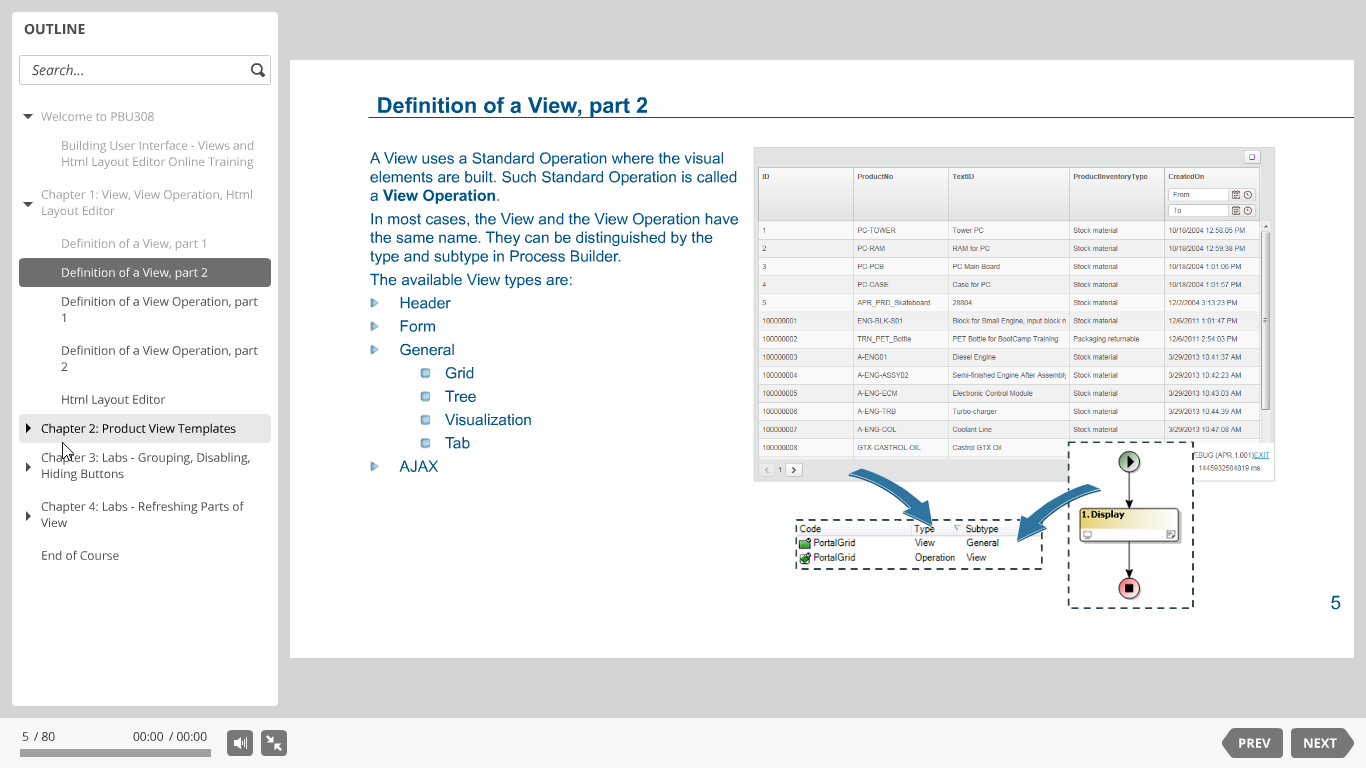 OUTLINE
Search...
Welcome to PBU308
Building User Interface - Views and
Html Layout Editor Online Training
Chapter 1: View, View Operation, Html
Layout Editor
Definition of a View, part 1
Definition of a View, part 2
Definition of a View Operation, part
1
Definition of a View Operation, part
2
Html Layout Editor
Chapter 2: Product View Templates
Chapter 3: Labs - Grouping, Disabling,
Hiding Buttons
Chapter 4: Labs - Refreshing Parts of
View
End of Course
Definition of a View, part 2
A View uses a Standard Operation where the visual
elements are built. Such Standard Operation is called
a View Operation.
In most cases, the View and the View Operation have
the same name. They can be distinguished by the
type and subtype in Process Builder.
The available View types are:
Header
Form
General
Grid
Tree
Visualization
Tab
AJAX
ID ProductNo TextID ProductInventoryType CreatedOn
From
To
1 PC-TOWER Tower PC Stock material 10/18/2004 12:58:05 PM
2 PC-RAM RAM for PC Stock material 10/18/2004 12:59:38 PM
3 PC-PCB PC Main Board Stock material 10/18/2004 1:01:06 PM
4 PC-CASE Case for PC Stock material 10/18/2004 1:01:57 PM
5 APR_PRD_Skateboard 28804 Stock material 12/2/2004 3:13:23 PM
100000001 ENG-BLK-S01 Block for Small Engine, input block n Stock material 12/6/2011 1:01:47 PM
100000002 TRN_PET_Bottle PET Bottle for BootCamp Training Packaging returnable 12/6/2011 2:54:03 PM
100000003 A-ENG01 Diesel Engine Stock material 3/29/2013 10:41:37 AM
100000004 A-ENG-ASSY02 Semi-finished Engine After Assembly Stock material 3/29/2013 10:42:23 AM
100000005 A-ENG-ECM Electronic Control Module Stock material 3/29/2013 10:43:03 AM
100000006 A-ENG-TRB Turbo-charger Stock material 3/29/2013 10:44:39 AM
100000007 A-ENG-COL Coolant Line Stock material 3/29/2013 10:47:08 AM
100000008 GTX-CASTROL-OIL Castrol GTX Oil
EBUG (APR.1.001)EXIT
1
: 1445932584819 ms.
1.Display
Code Type Subtype
PortalGrid View General
PortalGrid Operation View
5
5 / 80 00:00 / 00:00
PREV NEXT